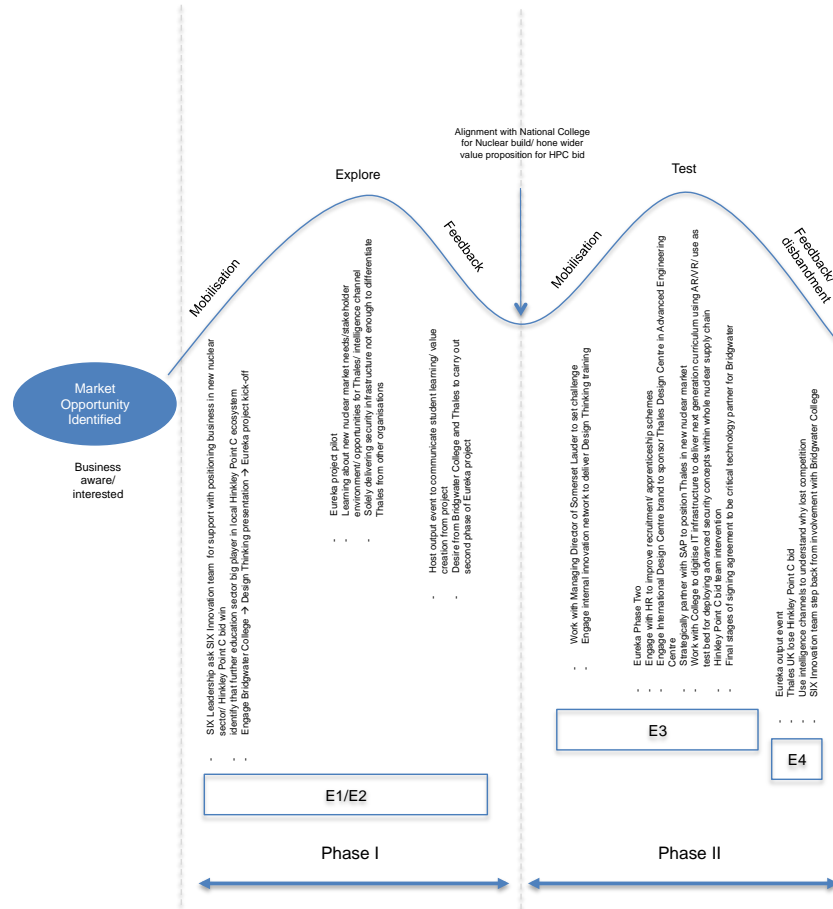 Alignment with National College
for Nuclear build/ hone wider
value proposition for HPC bid
Explore
Test
Mobilisation
Feedback
Mobilisation
Feedback/
disbandment
Market
Opportunity
Identified
Business
aware/
interested
- SIX Leadership ask SIX Innovation team for support with positioning business in new nuclear
sector/ Hinkley Point C bid win
- identify that further education sector big player in local Hinkley Point C ecosystem
- Engage Bridgwater College → Design Thinking presentation → Eureka project kick-off
- Eureka project pilot
- Learning about new nuclear market needs/stakeholder
environment/ opportunities for Thales/ intelligence channel
- Solely delivering security infrastructure not enough to differentiate
Thales from other organisations
- Host output event to communicate student learning/ value
creation from project
- Desire from Bridgwater College and Thales to carry out
second phase of Eureka project
- Work with Managing Director of Somerset Lauder to set challenge
- Engage internal innovation network to deliver Design Thinking training
- Eureka Phase Two
- Engage with HR to improve recruitment/ apprenticeship schemes
- Engage International Design Centre brand to sponsor Thales Design Centre in Advanced Engineering
Centre
- Strategically partner with SAP to position Thales in new nuclear market
- Work with College to digitise IT infrastructure to deliver next generation curriculum using AR/VR/ use as
test bed for deploying advanced security concepts within whole nuclear supply chain
- Hinkley Point C bid team intervention
- Final stages of signing agreement to be critical technology partner for Bridgwater
- Eureka output event
- Thales UK lose Hinkley Point C bid
- Use intelligence channels to understand why lost competition
- SIX Innovation team step back from involvement with Bridgwater College
E1/E2
E3
E4
Phase I
Phase II